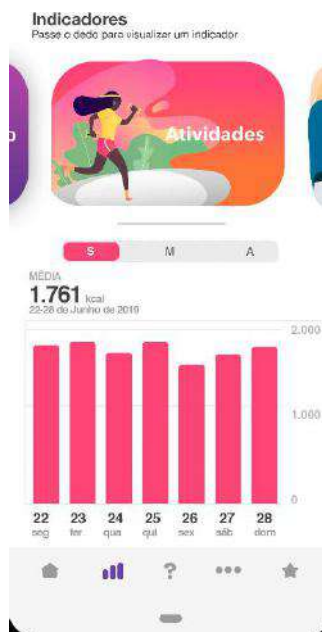 Indicadores
Passe o dedo para visualizar um indicador
o
Atividades
S M A
MÉDIA
1.761 kcal
22-28 de Junho de 2019
2.000
1.000
0
22 23 24 25 26 27 28
seg ter qua qui sex sáb dom